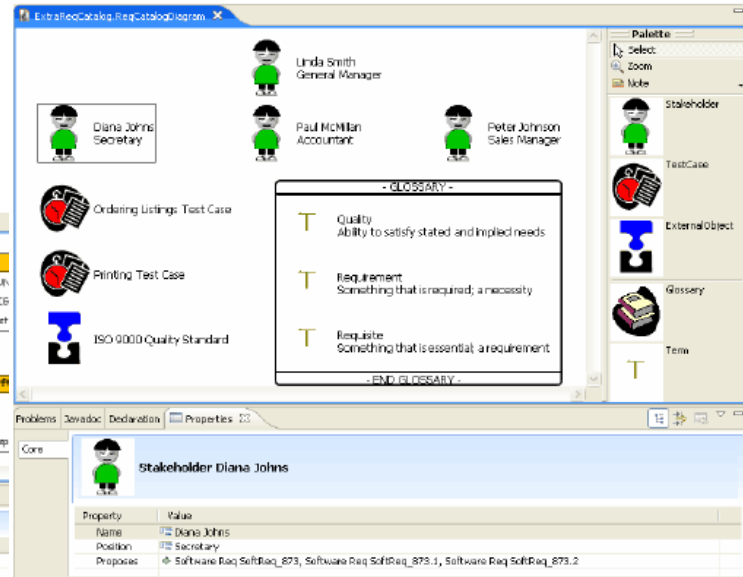 ExtraReqCatalog.ReqCatalogDiagram
Linda Smith
General Manager
Diana Johns
Secretary
Paul McMillan
Accountant
Peter Johnson
Sales Manager
Ordering Listings Test Case
Printing Test Case
ISO 9000 Quality Standard
- GLOSSARY -
Quality
Ability to satisfy stated and implied needs
Requirement
Something that is required; a necessity
Requisite
Something that is essential; a requirement
- END GLOSSARY -
Palette
Select
Zoom
Note
Stakeholder
TestCase
ExternalObject
Glossary
Term
Problems Javadoc Declaration Properties
Core
Stakeholder Diana Johns
Property Value
Name Diana Johns
Position Secretary
Proposes Software Req SoftReq_873, Software Req SoftReq_873.1, Software Req SoftReq_873.2